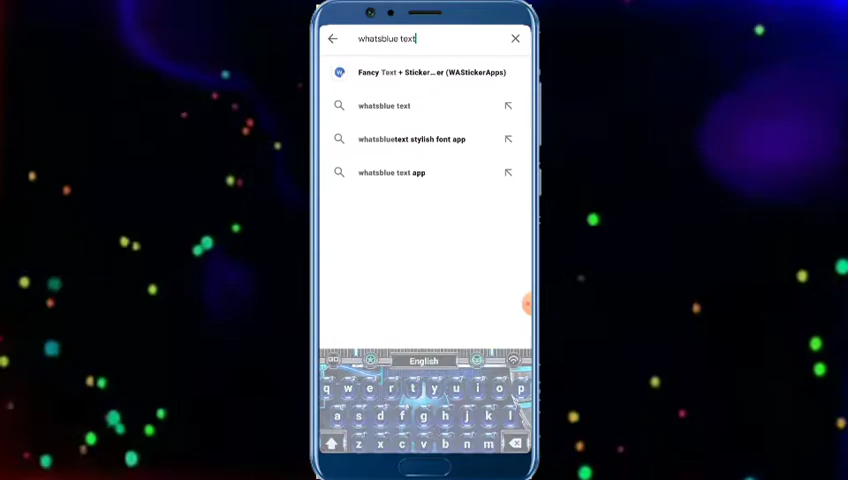 whatsblue text
Fancy Text + Sticker...er (WAStickerApps)
whatsblue text
whatsbluetext stylish font app
whatsblue text app
English
q w e r t y u i o p
a s d f g h j k l
z x c v b n m